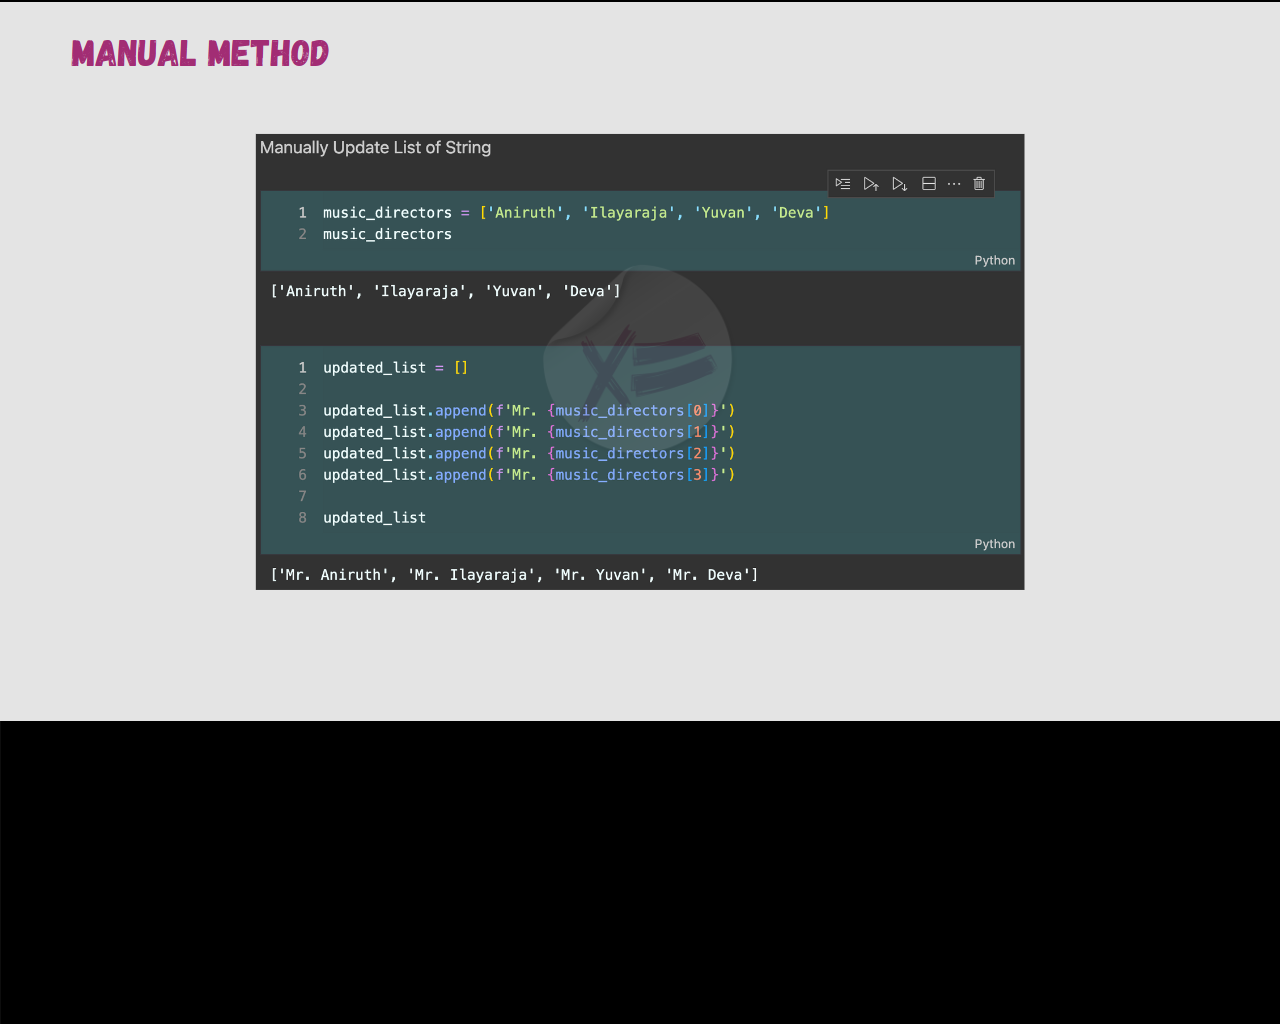 MANUAL METHOD
Manually Update List of String
1 music_directors = ['Aniruth', 'Ilayaraja', 'Yuvan', 'Deva']
2 music_directors
Python
['Aniruth', 'Ilayaraja', 'Yuvan', 'Deva']
1 updated_list = []
2
3 updated_list.append(f'Mr. {music_directors[0]}')
4 updated_list.append(f'Mr. {music_directors[1]}')
5 updated_list.append(f'Mr. {music_directors[2]}')
6 updated_list.append(f'Mr. {music_directors[3]}')
7
8 updated_list
Python
['Mr. Aniruth', 'Mr. Ilayaraja', 'Mr. Yuvan', 'Mr. Deva']
X=